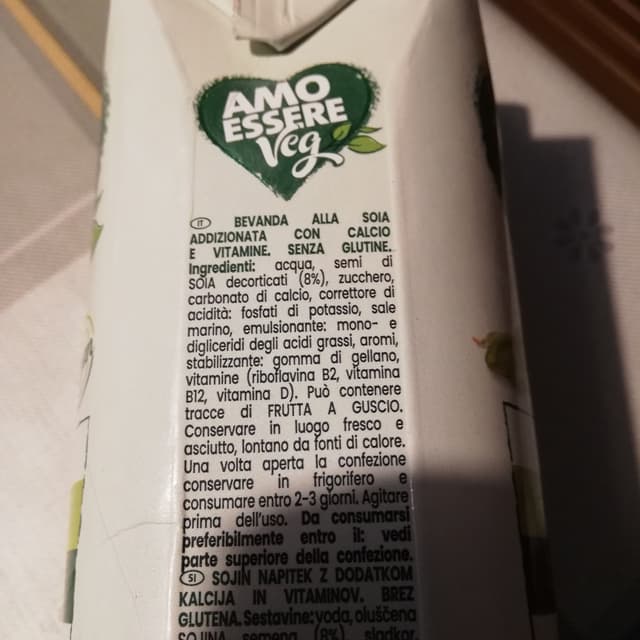 AMO
ESSERE
Veg
IT BEVANDA ALLA SOIA
ADDIZIONATA CON CALCIO
E VITAMINE. SENZA GLUTINE.
Ingredienti: acqua, semi di
SOIA decorticati (8%), zucchero,
carbonato di calcio, correttore di
acidità: fosfati di potassio, sale
marino, emulsionante: mono- e
digliceridi degli acidi grassi, aromi,
stabilizzante: gomma di gellano,
vitamine (riboflavina B2, vitamina
B12, vitamina D). Può contenere
tracce di FRUTTA A GUSCIO.
Conservare in luogo fresco e
asciutto, lontano da fonti di calore.
Una volta aperta la confezione
conservare in frigorifero e
consumare entro 2-3 giorni. Agitare
prima dell'uso. Da consumarsi
preferibilmente entro il: vedi
parte superiore della confezione.
SI SOJIN NAPITEK Z DODATKOM
KALCIJA IN VITAMINOV. BREZ
GLUTENA. Sestavine: voda, oluščena
SOJINA semena (8%), sladkor,